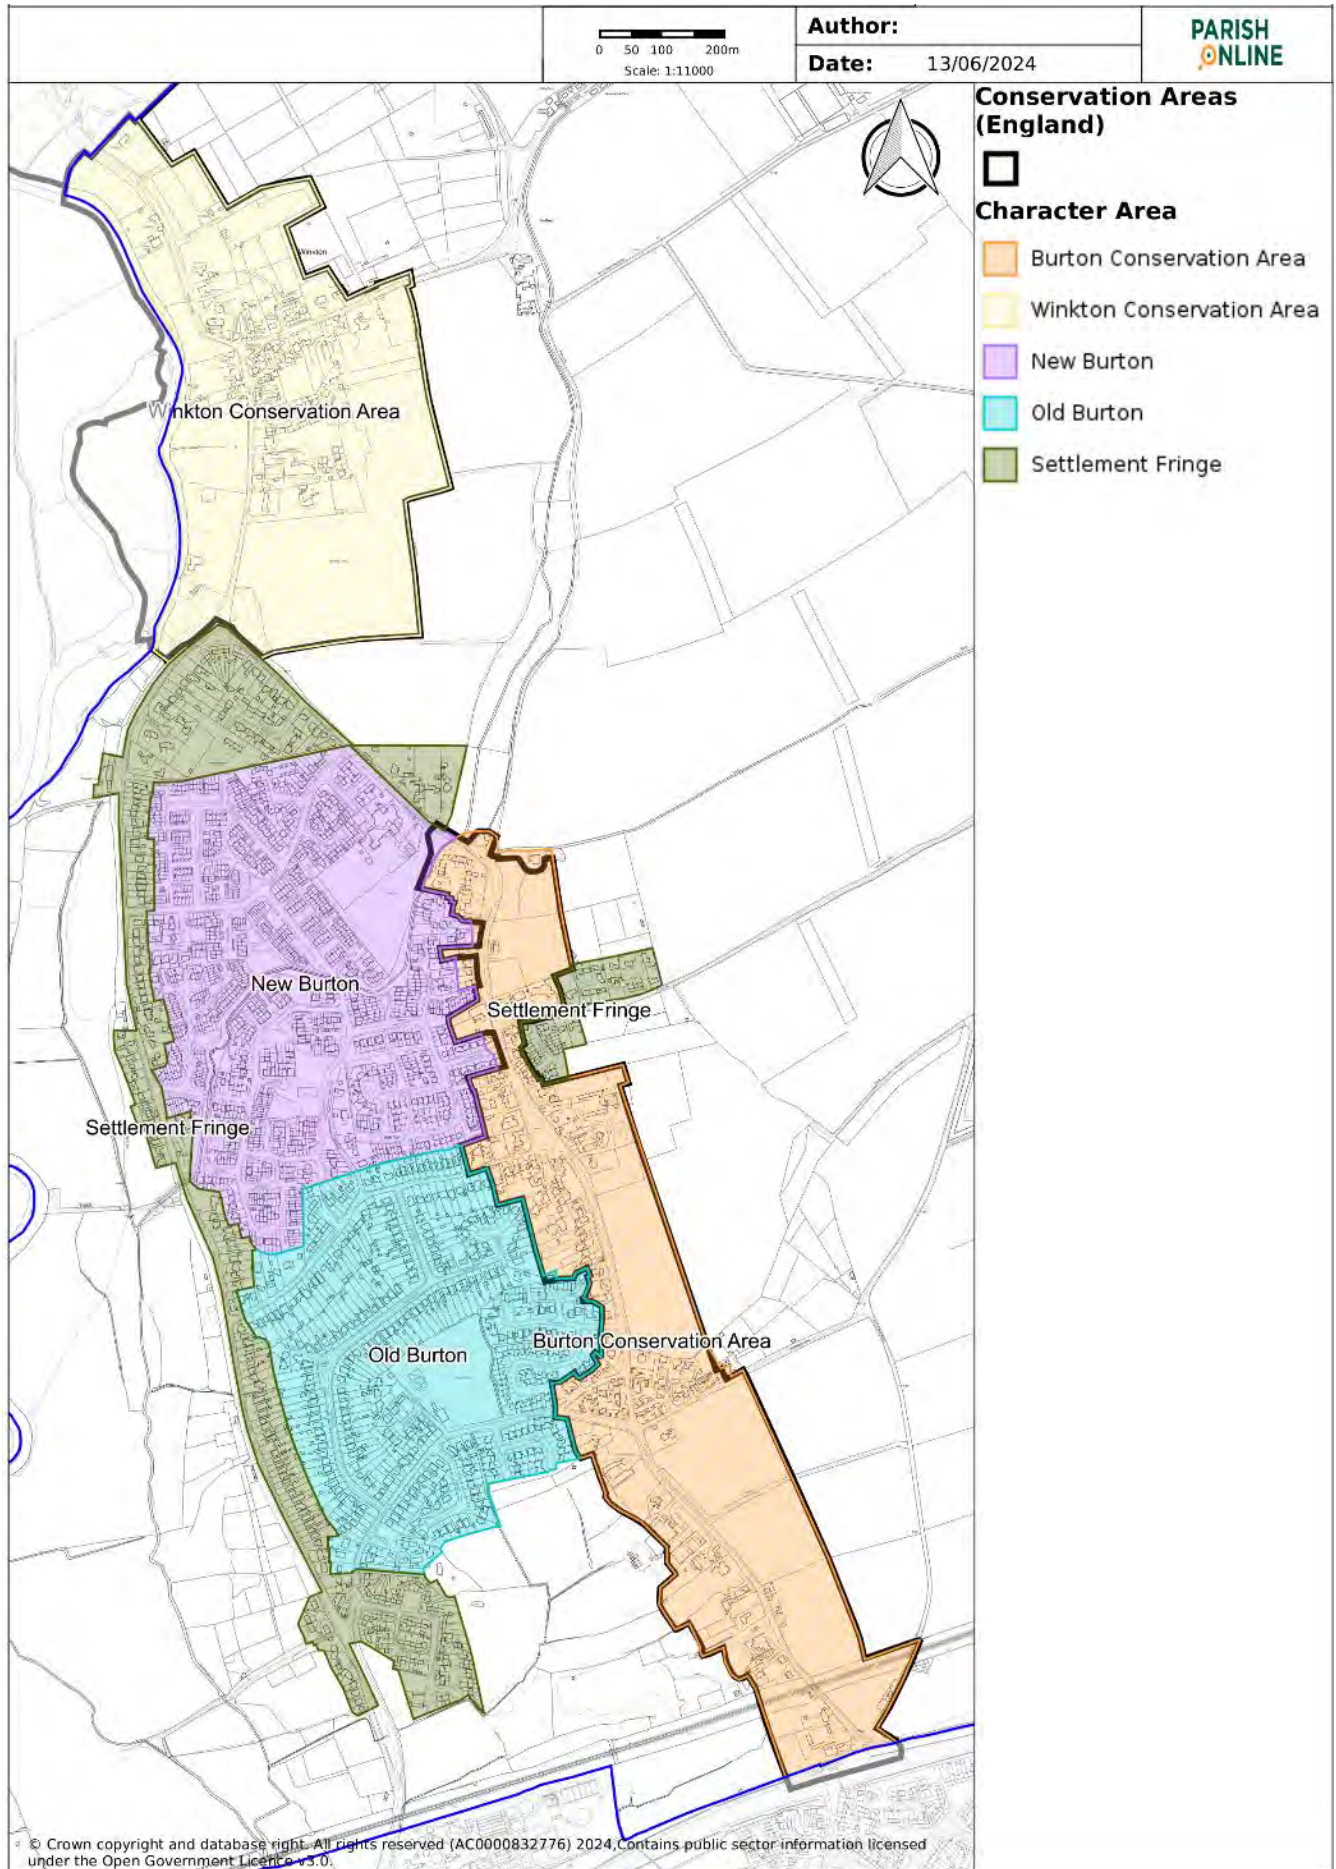 0 50 100 200m
Scale: 1:11000
Author:
Date: 13/06/2024
PARISH
ONLINE
Conservation Areas
(England)
Character Area
Burton Conservation Area
Winkton Conservation Area
New Burton
Old Burton
Settlement Fringe
Winkton
Winkton Conservation Area
New Burton
Settlement Fringe
Settlement Fringe
Burton Conservation Area
Old Burton
© Crown copyright and database right. All rights reserved (AC0000832776) 2024,Contains public sector information licensed
under the Open Government Licence v3.0.